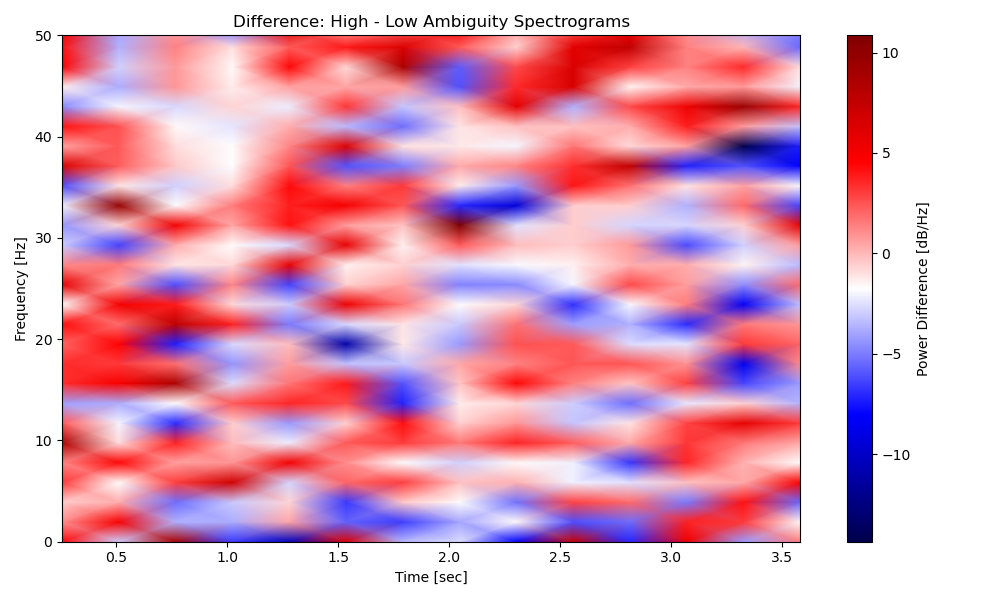 Difference: High - Low Ambiguity Spectrograms
50
40
30
20
10
0
Frequency [Hz]
0.5 1.0 1.5 2.0 2.5 3.0 3.5
Time [sec]
10
5
0
−5
−10
Power Difference [dB/Hz]